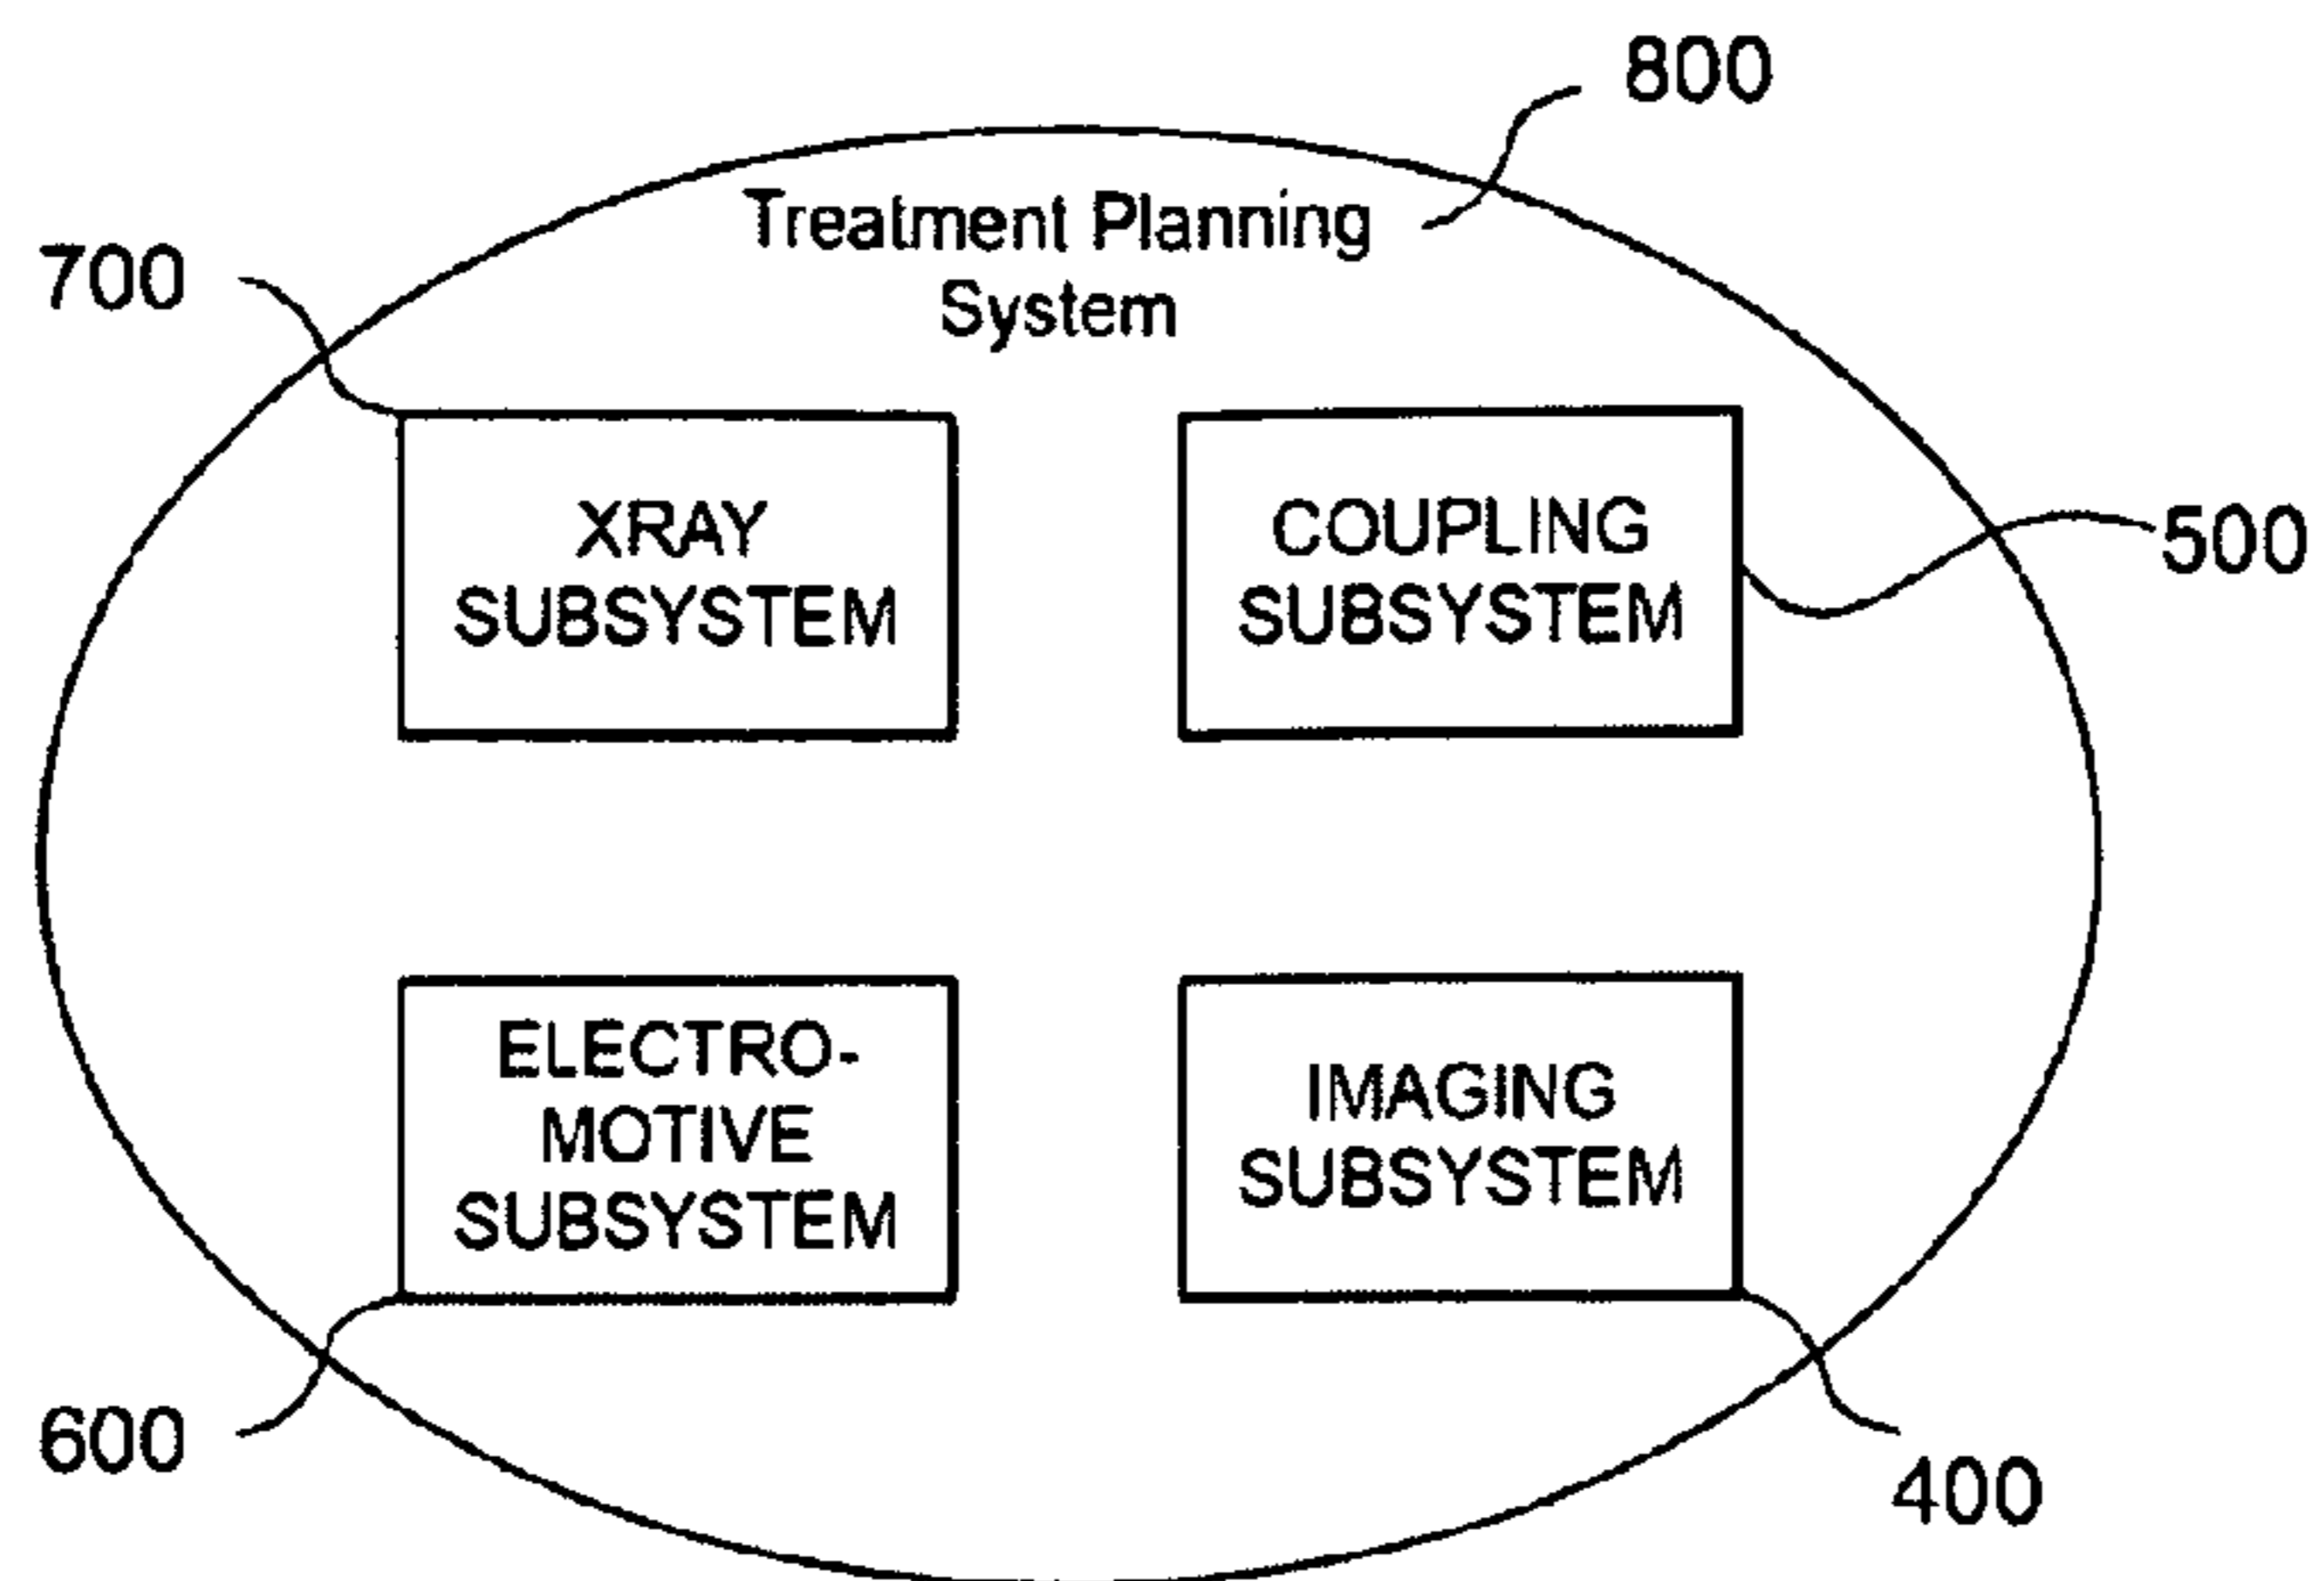 800
Treatment Planning
System
700
XRAY
SUBSYSTEM
COUPLING
SUBSYSTEM
500
ELECTRO-
MOTIVE
SUBSYSTEM
IMAGING
SUBSYSTEM
600
400